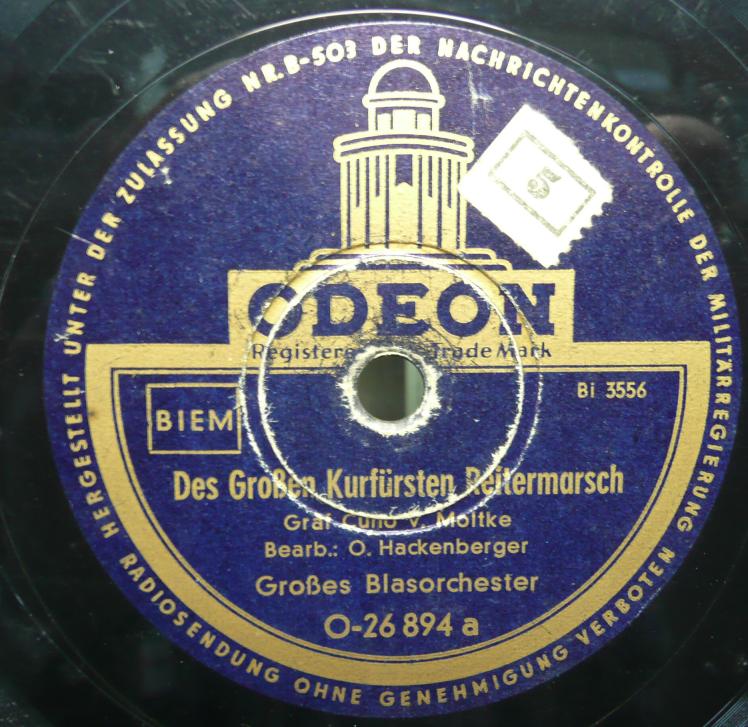 HERGESTELLT UNTER DER ZULASSUNG NR. B-503 DER NACHRICHTENKONTROLLE DER MILITÄRREGIERUNG
RADIOSENDUNG OHNE GENEHMIGUNG VERBOTEN
5
ODEON
Registered Trade Mark
BIEM
Bi 3556
Des Großen Kurfürsten Reitermarsch
Graf Cuno v. Moltke
Bearb.: O. Hackenberger
Großes Blasorchester
O-26 894 a